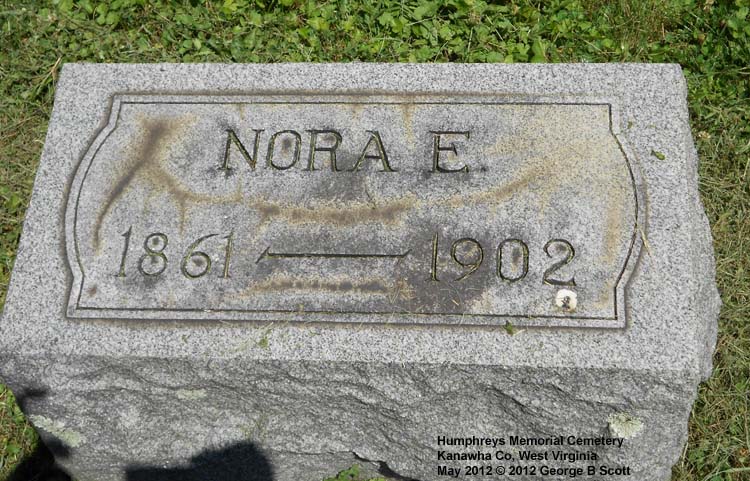 NORA E.
1861 — 1902
Humphreys Memorial Cemetery
Kanawha Co, West Virginia
May 2012 © 2012 George B Scott